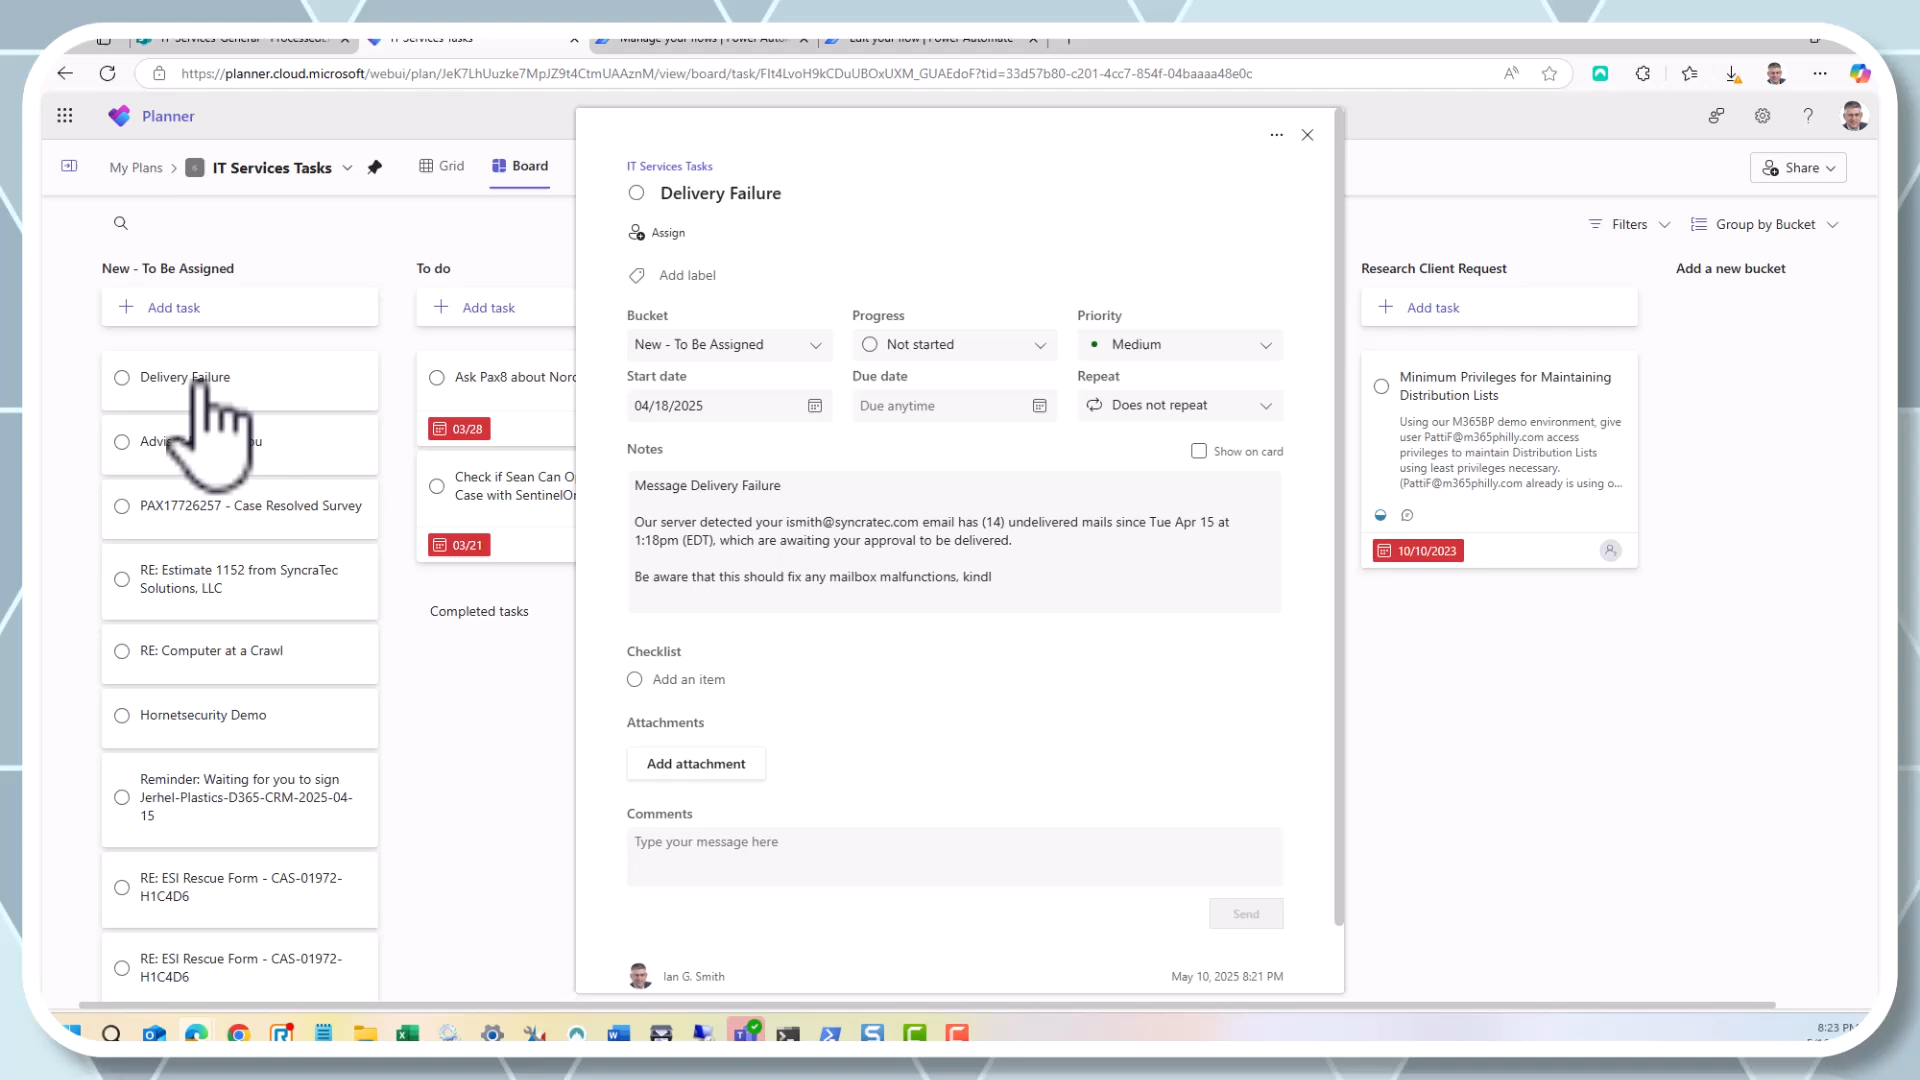 IT Services Tasks
Manage your flows | Power Auto
Edit your flow | Power Automate
https://planner.cloud.microsoft/webui/plan/JeK7LhUuzke7MpJZ9t4CtmUAAznM/view/board/task/FIt4LvoH9kCDuUBOxUXM_GUAEdoF?tid=33d57b80-c201-4cc7-854f-04baaaa48e0c
Planner
My Plans > IT Services Tasks
Grid
Board
Share
Filters
Group by Bucket
New - To Be Assigned
Add task
Delivery Failure
PAX17726257 - Case Resolved Survey
RE: Estimate 1152 from SyncraTec
Solutions, LLC
RE: Computer at a Crawl
Hornetsecurity Demo
Reminder: Waiting for you to sign
Jerhel-Plastics-D365-CRM-2025-04-
15
RE: ESI Rescue Form - CAS-01972-
H1C4D6
RE: ESI Rescue Form - CAS-01972-
H1C4D6
To do
Add task
Ask Pax8 about Nord
03/28
Check if Sean Can Op
Case with SentinelOn
03/21
Completed tasks
IT Services Tasks
Delivery Failure
Assign
Add label
Bucket
Progress
Priority
New - To Be Assigned
Not started
Medium
Start date
Due date
Repeat
04/18/2025
Due anytime
Does not repeat
Notes
Show on card
Message Delivery Failure
Our server detected your ismith@syncratec.com email has (14) undelivered mails since Tue Apr 15 at
1:18pm (EDT), which are awaiting your approval to be delivered.
Be aware that this should fix any mailbox malfunctions, kindl
Checklist
Add an item
Attachments
Add attachment
Comments
Type your message here
Send
Ian G. Smith
May 10, 2025 8:21 PM
Research Client Request
Add task
Minimum Privileges for Maintaining
Distribution Lists
Using our M365BP demo environment, give
user PattiF@m365philly.com access
privileges to maintain Distribution Lists
using least privileges necessary.
(PattiF@m365philly.com already is using o...
10/10/2023
Add a new bucket
8:23 PM